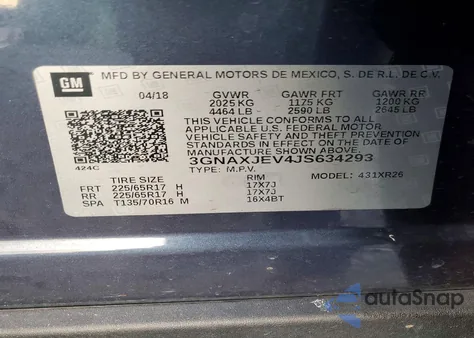 GM
MFD BY GENERAL MOTORS DE MEXICO, S. DE R.L. DE C.V.
04/18 GVWR GAWR FRT GAWR RR
2025 KG 1175 KG 1200 KG
4464 LB 2590 LB 2645 LB
THIS VEHICLE CONFORMS TO ALL APPLICABLE
U.S. FEDERAL MOTOR VEHICLE
SAFETY, BUMPER, AND THEFT PREVENTION
STANDARDS IN EFFECT ON THE DATE OF
MANUFACTURE SHOWN ABOVE.
3GNAXJEV4JS634293
424C TYPE: M.P.V. MODEL: 431XR26
TIRE SIZE RIM
FRT 225/65R17 H 17X7J
RR 225/65R17 H 17X7J
SPA T135/70R16 M 16X4BT
autoSnap